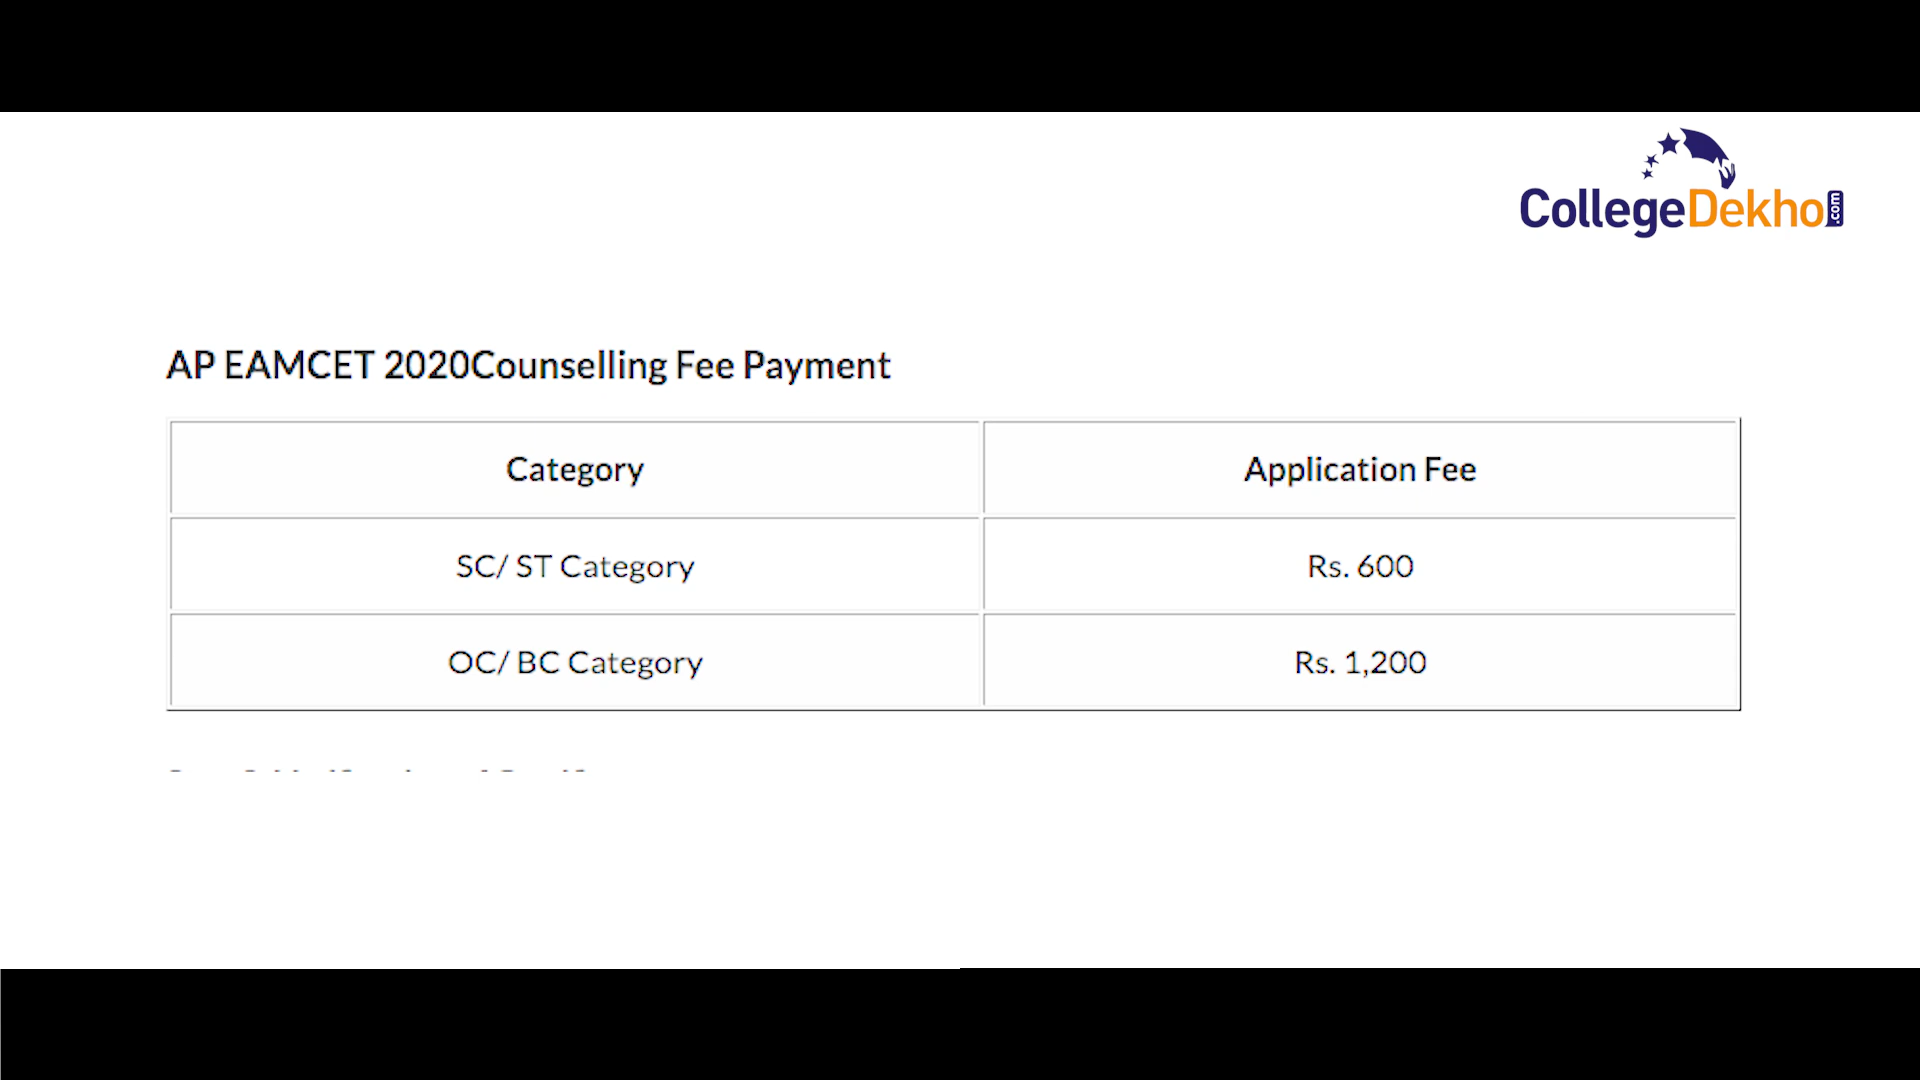 CollegeDekho.com
AP EAMCET 2020Counselling Fee Payment
Category Application Fee
SC/ ST Category Rs. 600
OC/ BC Category Rs. 1,200